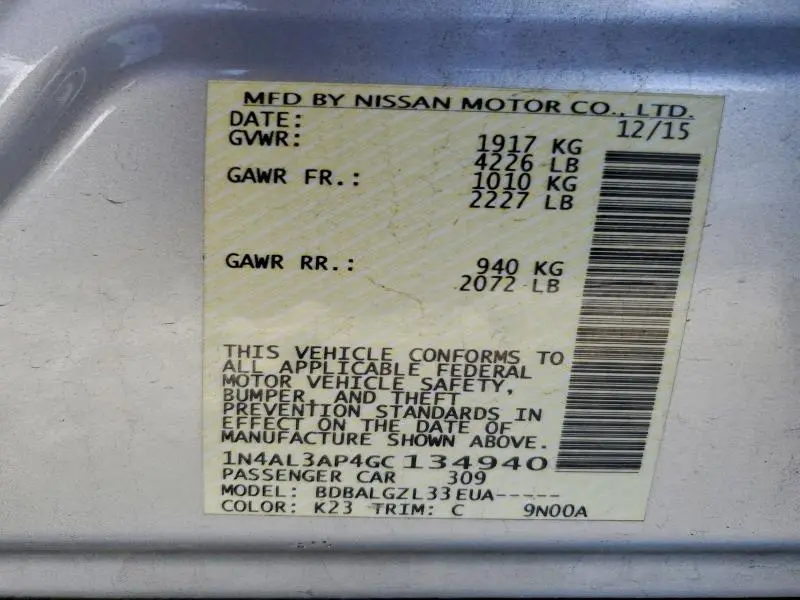 MFD BY NISSAN MOTOR CO., LTD.
DATE: 12/15
GVWR: 1917 KG
4226 LB
GAWR FR.: 1010 KG
2227 LB
GAWR RR.: 940 KG
2072 LB
THIS VEHICLE CONFORMS TO
ALL APPLICABLE FEDERAL
MOTOR VEHICLE SAFETY,
BUMPER, AND THEFT
PREVENTION STANDARDS IN
EFFECT ON THE DATE OF
MANUFACTURE SHOWN ABOVE.
1N4AL3AP4GC134940
PASSENGER CAR 309
MODEL: BDBALGZL33EUA-----
COLOR: K23 TRIM: C 9N00A